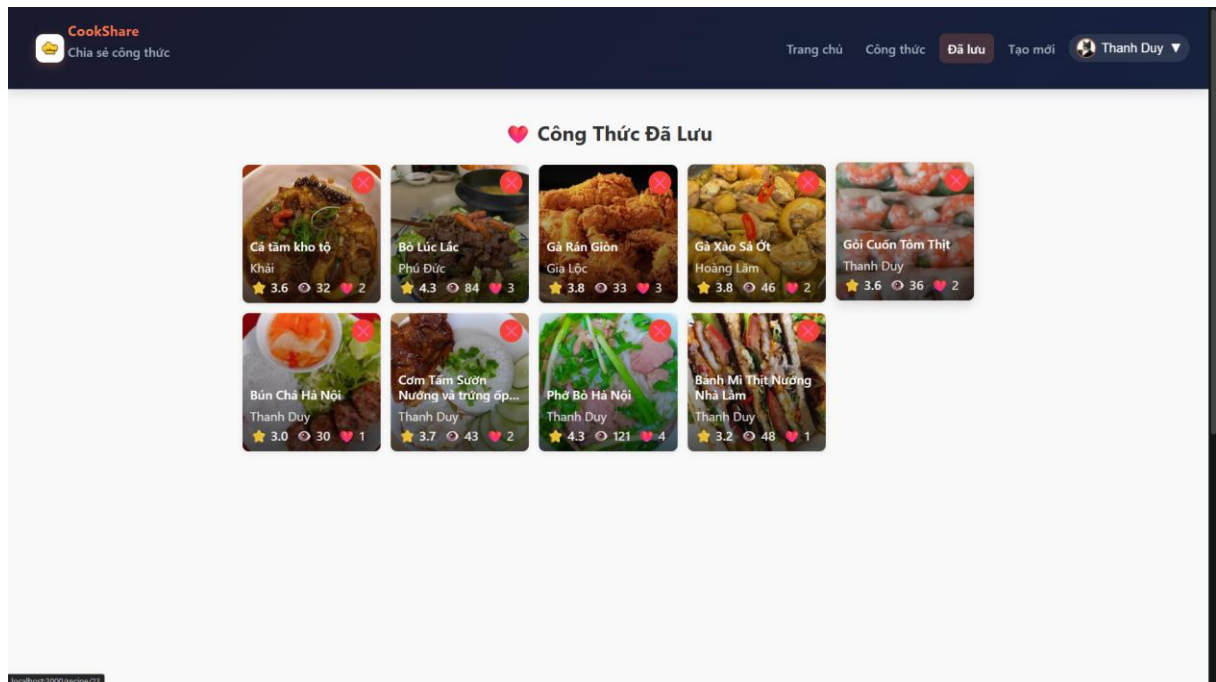 CookShare
Chia sẻ công thức
Trang chủ Công thức Đã lưu Tạo mới Thanh Duy ▼
Công Thức Đã Lưu
Cá tầm kho tộ
Khải
3.6 32 2
Bò Lúc Lắc
Phú Đức
4.3 84 3
Gà Rán Giòn
Gia Lộc
3.8 33 3
Gà Xào Sả Ớt
Hoàng Lâm
3.8 46 2
Gỏi Cuốn Tôm Thịt
Thanh Duy
3.6 36 2
Bún Chả Hà Nội
Thanh Duy
3.0 30 1
Cơm Tấm Sườn
Nướng và trứng ốp...
Thanh Duy
3.7 43 2
Phở Bò Hà Nội
Thanh Duy
4.3 121 4
Bánh Mì Thịt Nướng
Nhà Làm
Thanh Duy
3.2 48 1